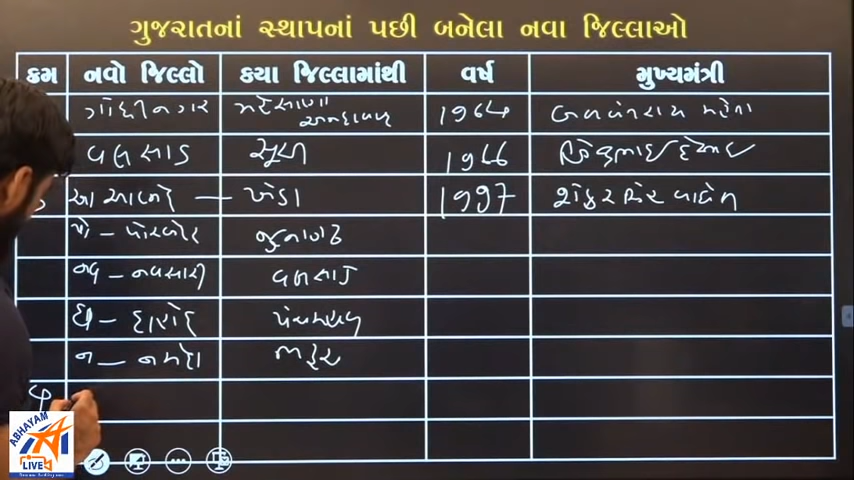 ગુજરાતનાં સ્થાપનાં પછી બનેલા નવા જિલ્લાઓ
ક્રમ નવો જિલ્લો કયા જિલ્લામાંથી વર્ષ મુખ્યમંત્રી
ગાંધીનગર મહેસાણા અમદાવાદ 1964 બળવંતરાય મહેતા
વલસાડ સુરત 1966 હિતેન્દ્રભાઈ દેસાઈ
આ આણંદ — ખેડા 1997 શંકરસિંહ વાઘેલા
પો - પોરબંદર જુનાગઢ
નવ - નવસારી વલસાડ
દા - દાહોદ પંચમહાલ
ન — નર્મદા ભરૂચ
ABHAYAM
LIVE